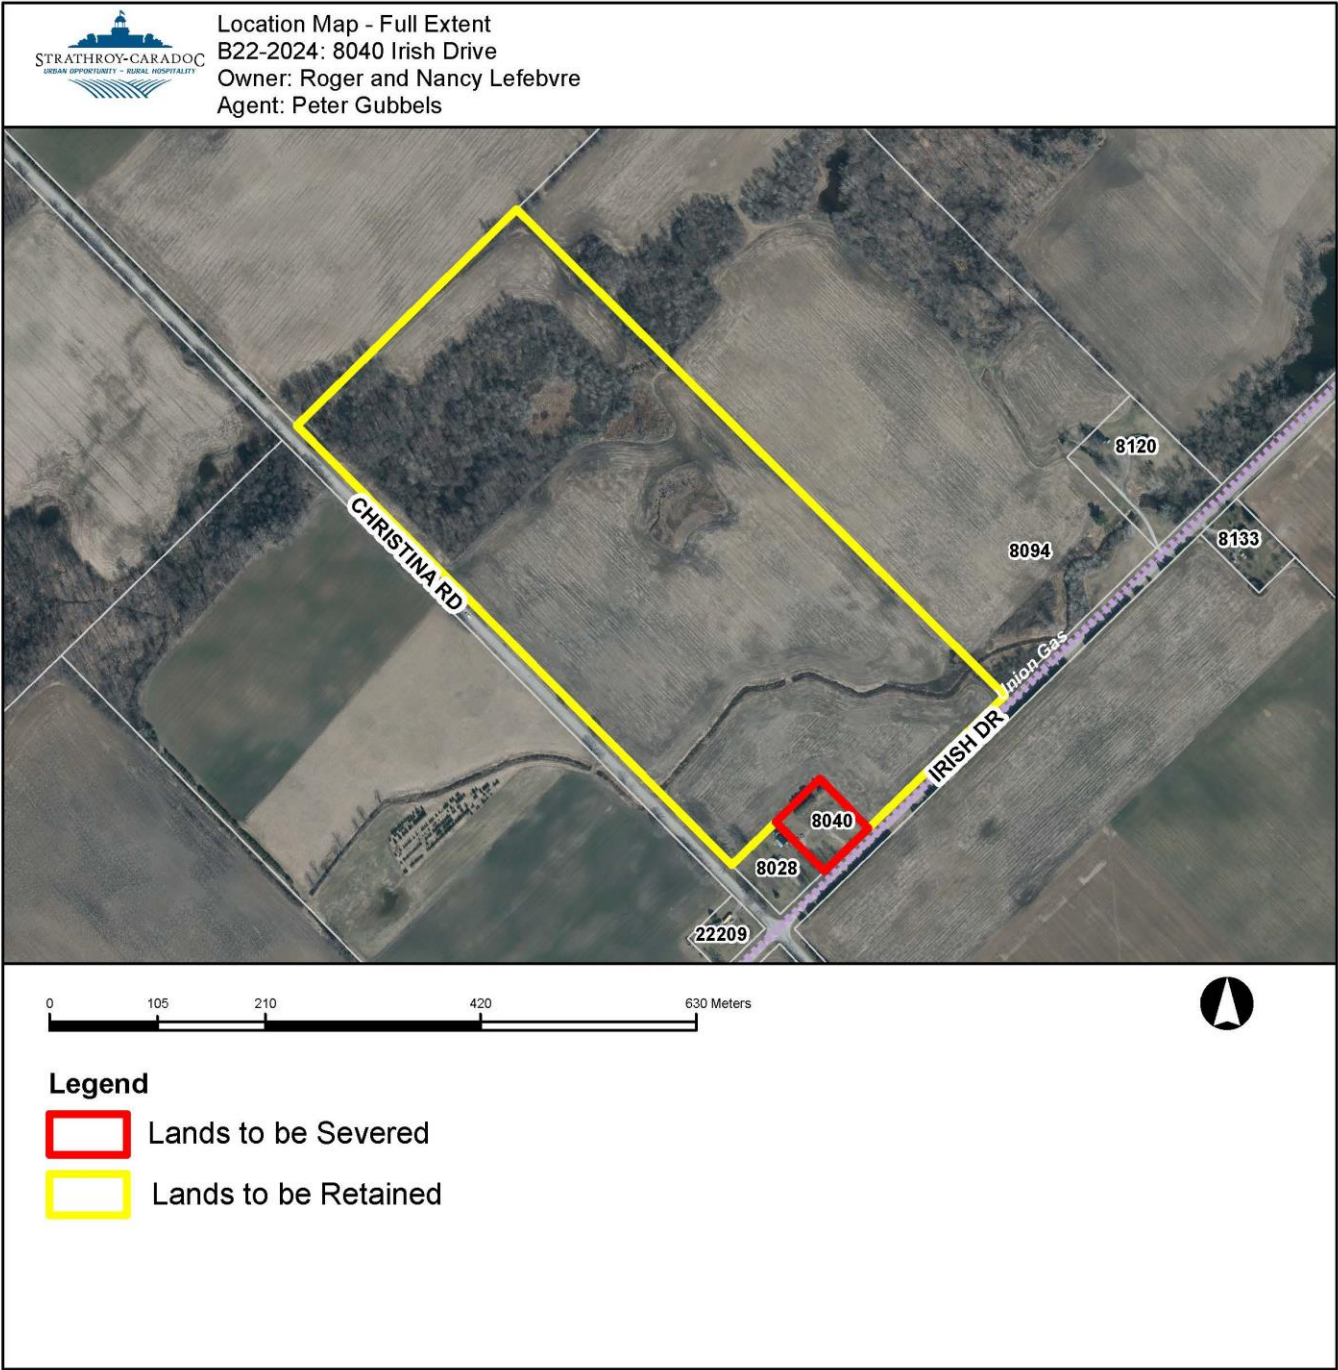 STRATHROY-CARADOC
URBAN OPPORTUNITY - RURAL HOSPITALITY
Location Map - Full Extent
B22-2024: 8040 Irish Drive
Owner: Roger and Nancy Lefebvre
Agent: Peter Gubbels
8120
8133
8094
CHRISTINA RD
Union Gas
IRISH DR
8040
8028
22209
0 105 210 420 630 Meters
Legend
Lands to be Severed
Lands to be Retained